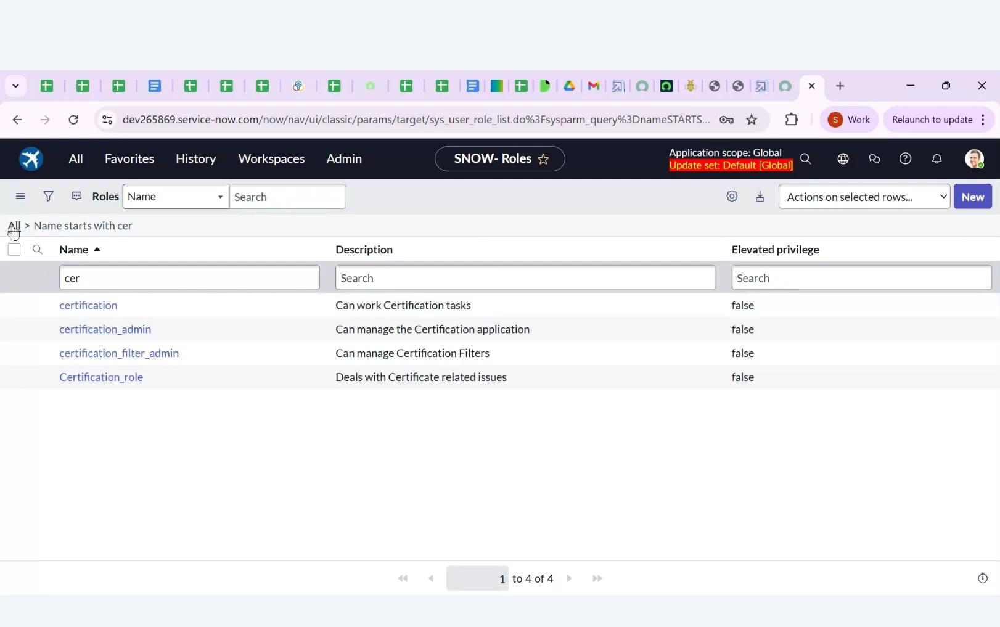 dev265869.service-now.com/now/nav/ui/classic/params/target/sys_user_role_list.do%3Fsysparm_query%3DnameSTARTS...
S Work
Relaunch to update
All Favorites History Workspaces Admin
SNOW- Roles
Application scope: Global
Update set: Default [Global]
Roles Name Search Actions on selected rows... New
All > Name starts with cer
Name Description Elevated privilege
cer Search Search
certification Can work Certification tasks false
certification_admin Can manage the Certification application false
certification_filter_admin Can manage Certification Filters false
Certification_role Deals with Certificate related issues false
1 to 4 of 4